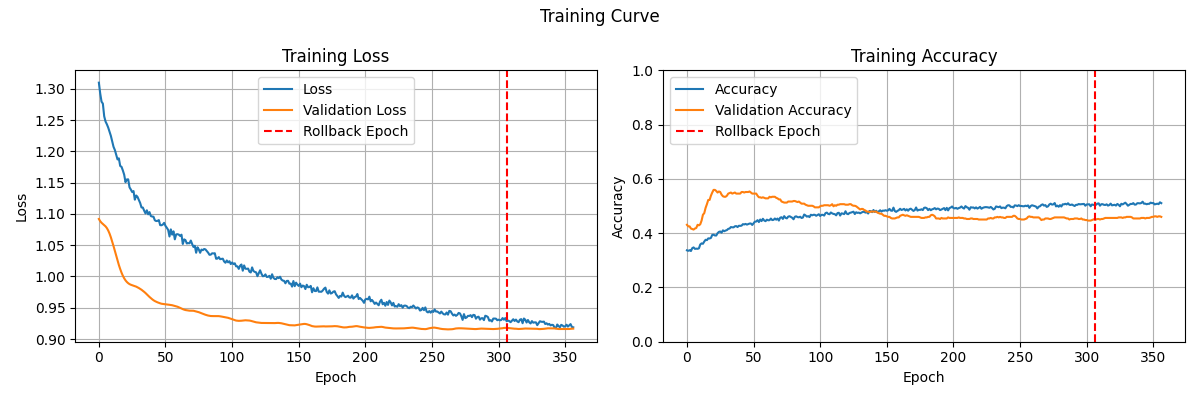 Training Curve
Training Loss
Loss
Validation Loss
Rollback Epoch
1.30
1.25
1.20
1.15
1.10
1.05
1.00
0.95
0.90
Loss
0 50 100 150 200 250 300 350
Epoch
Training Accuracy
Accuracy
Validation Accuracy
Rollback Epoch
1.0
0.8
0.6
0.4
0.2
0.0
Accuracy
0 50 100 150 200 250 300 350
Epoch